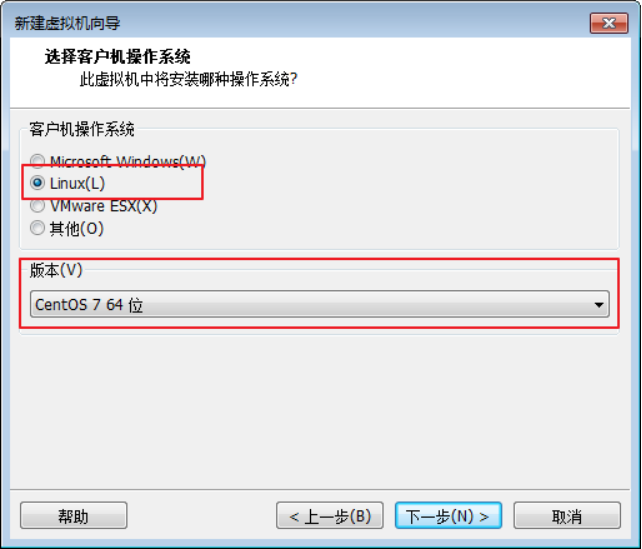 新建虚拟机向导
选择客户机操作系统
此虚拟机中将安装哪种操作系统?
客户机操作系统
Microsoft Windows(W)
Linux(L)
VMware ESX(X)
其他(O)
版本(V)
CentOS 7 64 位
帮助
< 上一步(B)
下一步(N) >
取消